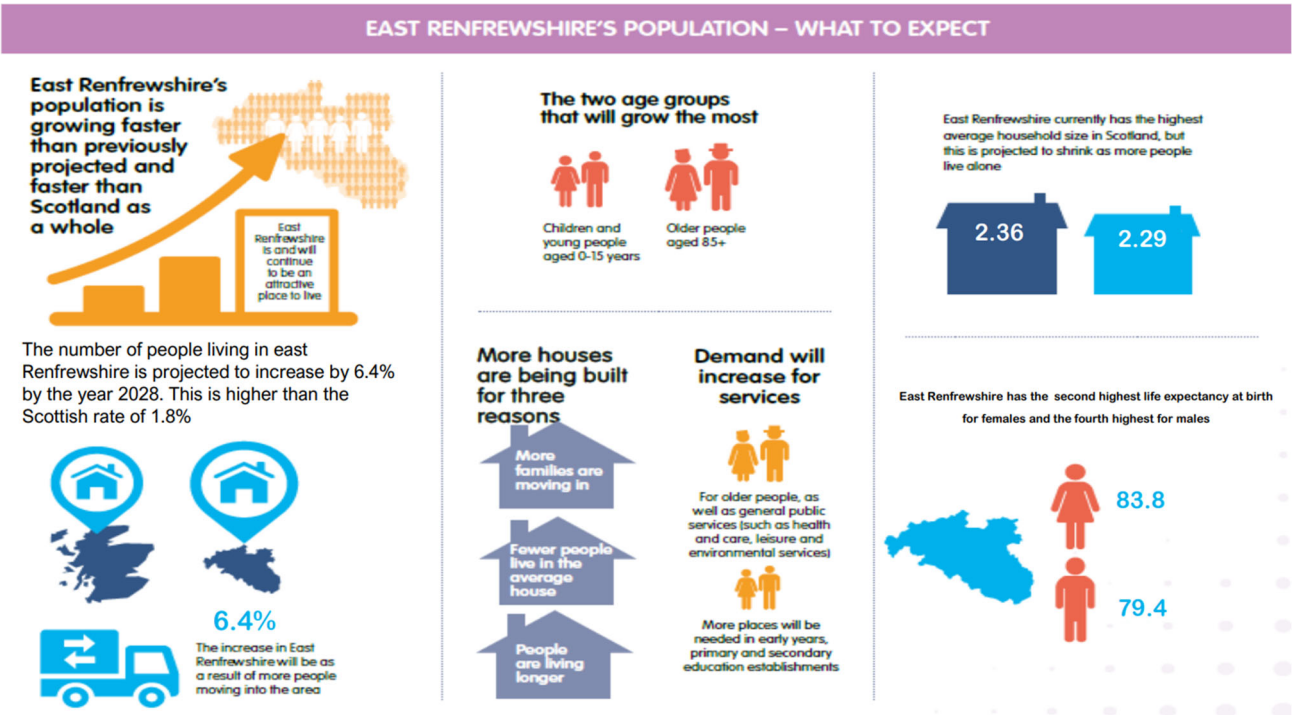 EAST RENFREWSHIRE'S POPULATION – WHAT TO EXPECT
East Renfrewshire's
population is
growing faster
than previously
projected and
faster than
Scotland as
a whole
East
Renfrewshire
is and will
continue
to be an
attractive
place to live
The number of people living in east
Renfrewshire is projected to increase by 6.4%
by the year 2028. This is higher than the
Scottish rate of 1.8%
6.4%
The increase in East
Renfrewshire will be as
a result of more people
moving into the area
The two age groups
that will grow the most
Children and
young people
aged 0-15 years
Older people
aged 85+
More houses
are being built
for three
reasons
More
families are
moving in
Fewer people
live in the
average
house
People
are living
longer
Demand will
increase for
services
For older people, as
well as general public
services (such as health
and care, leisure and
environmental services)
More places will be
needed in early years,
primary and secondary
education establishments
East Renfrewshire currently has the highest
average household size in Scotland, but
this is projected to shrink as more people
live alone
2.36
2.29
East Renfrewshire has the second highest life expectancy at birth
for females and the fourth highest for males
83.8
79.4